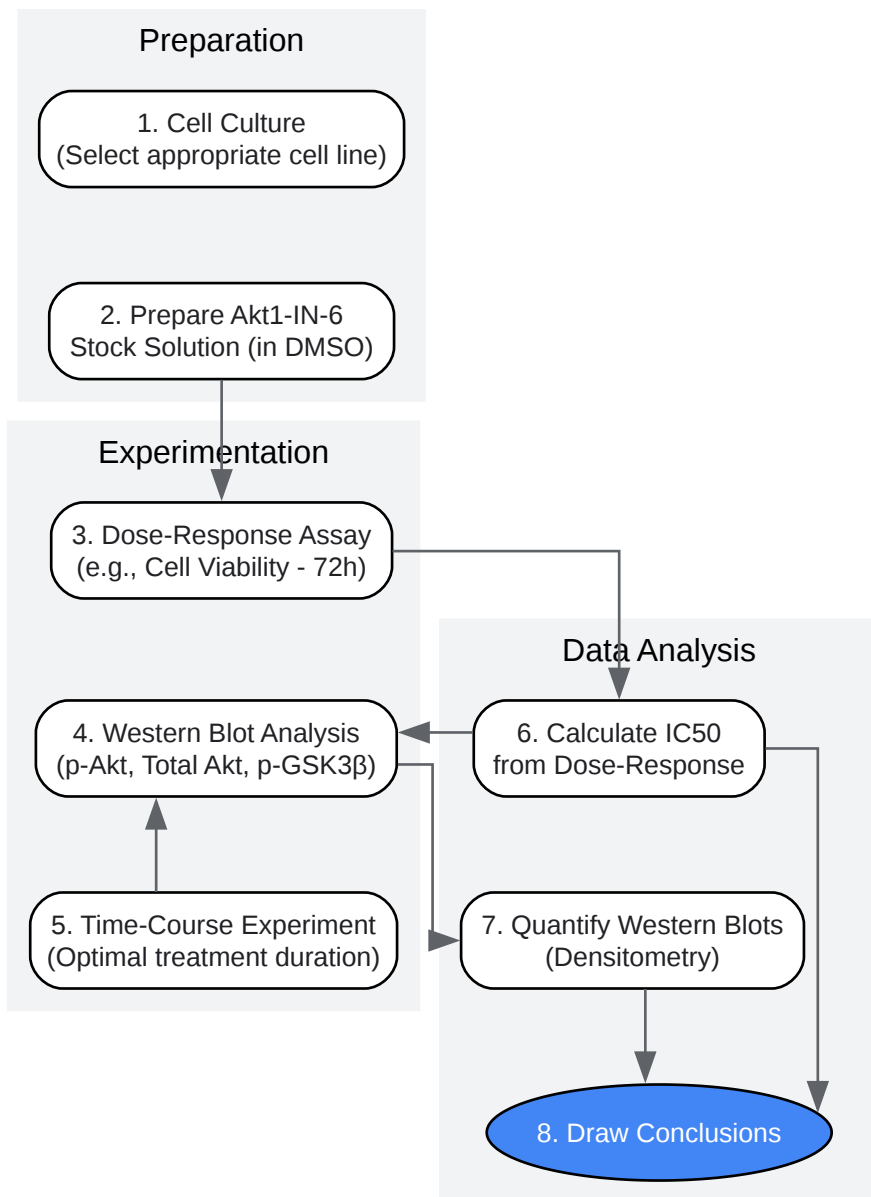 Preparation
1. Cell Culture
(Select appropriate cell line)
2. Prepare Akt1-IN-6
Stock Solution (in DMSO)
Experimentation
3. Dose-Response Assay
(e.g., Cell Viability - 72h)
4. Western Blot Analysis
(p-Akt, Total Akt, p-GSK3β)
5. Time-Course Experiment
(Optimal treatment duration)
Data Analysis
6. Calculate IC50
from Dose-Response
7. Quantify Western Blots
(Densitometry)
8. Draw Conclusions